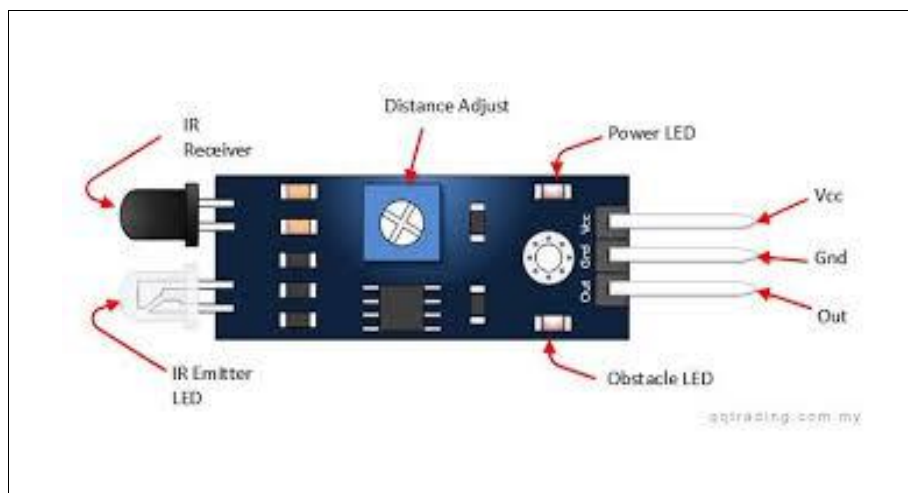 Distance Adjust
IR
Receiver
Power LED
Vcc
Vcc
Gnd
Gnd
Out
Out
IR Emitter
LED
Obstacle LED
qqtrading.com.my